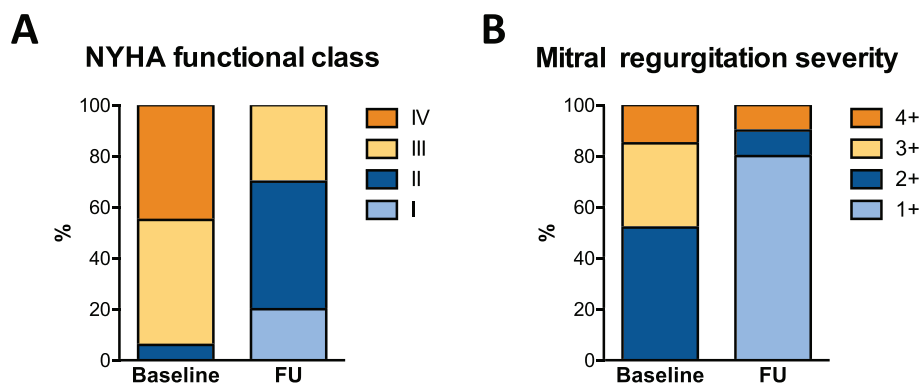 A
NYHA functional class
%
100
80
60
40
20
0
Baseline
FU
IV
III
II
I
B
Mitral regurgitation severity
%
100
80
60
40
20
0
Baseline
FU
4+
3+
2+
1+